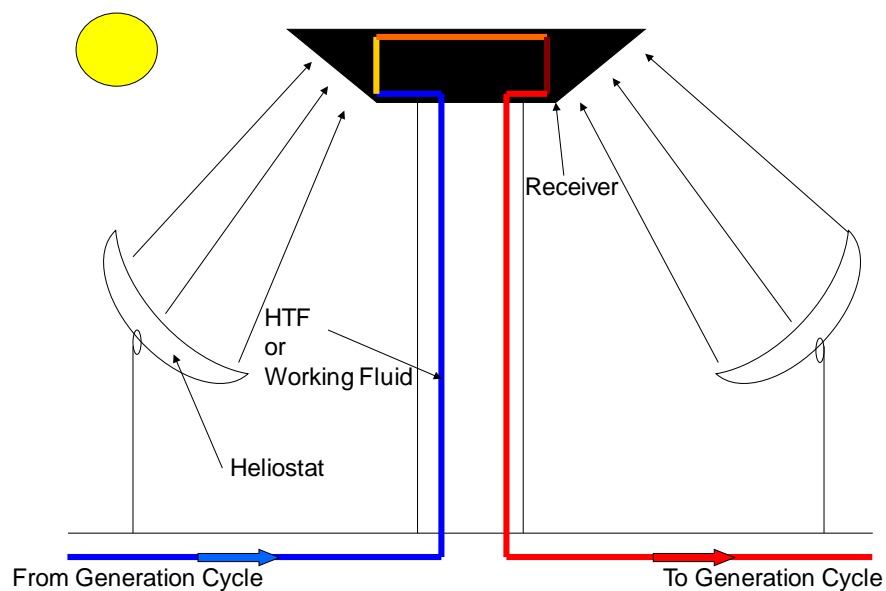 Receiver
HTF
or
Working Fluid
Heliostat
From Generation Cycle
To Generation Cycle